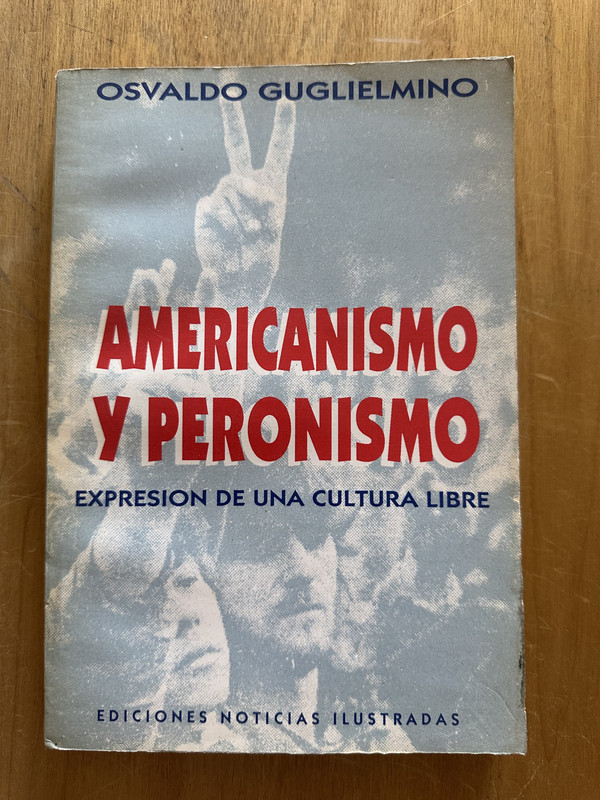 OSVALDO GUGLIELMINO
AMERICANISMO
Y PERONISMO
EXPRESION DE UNA CULTURA LIBRE
EDICIONES NOTICIAS ILUSTRADAS